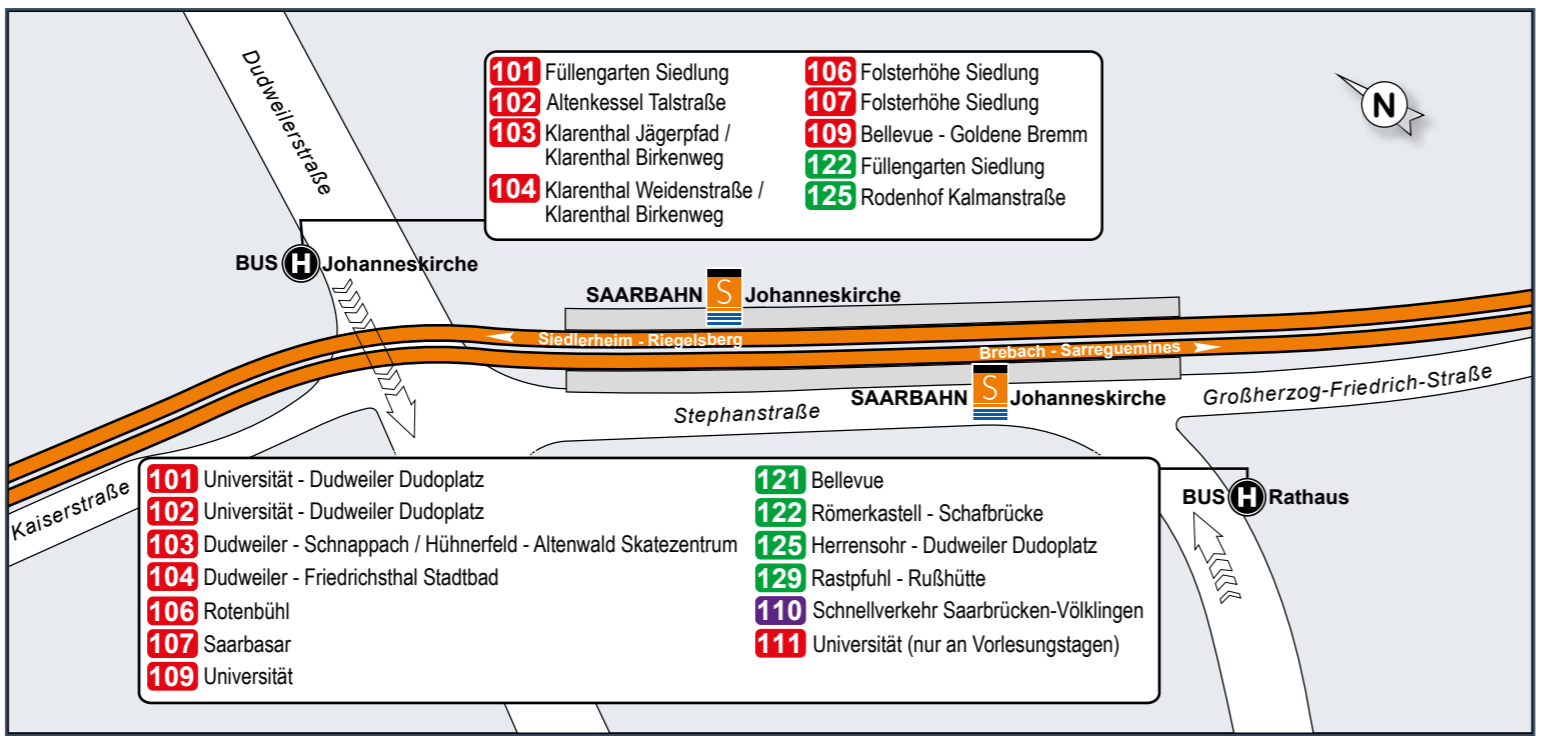 Dudweilerstraße
101 Füllengarten Siedlung
102 Altenkessel Talstraße
103 Klarenthal Jägerpfad /
Klarenthal Birkenweg
104 Klarenthal Weidenstraße /
Klarenthal Birkenweg
106 Folsterhöhe Siedlung
107 Folsterhöhe Siedlung
109 Bellevue - Goldene Bremm
122 Füllengarten Siedlung
125 Rodenhof Kalmanstraße
N
BUS H Johanneskirche
SAARBAHN S Johanneskirche
Siedlerheim - Riegelsberg
Brebach - Sarreguemines
SAARBAHN S Johanneskirche
Stephanstraße
Großherzog-Friedrich-Straße
Kaiserstraße
101 Universität - Dudweiler Dudoplatz
102 Universität - Dudweiler Dudoplatz
103 Dudweiler - Schnappach / Hühnerfeld - Altenwald Skatezentrum
104 Dudweiler - Friedrichsthal Stadtbad
106 Rotenbühl
107 Saarbasar
109 Universität
121 Bellevue
122 Römerkastell - Schafbrücke
125 Herrensohr - Dudweiler Dudoplatz
129 Rastpfuhl - Rußhütte
110 Schnellverkehr Saarbrücken-Völklingen
111 Universität (nur an Vorlesungstagen)
BUS H Rathaus